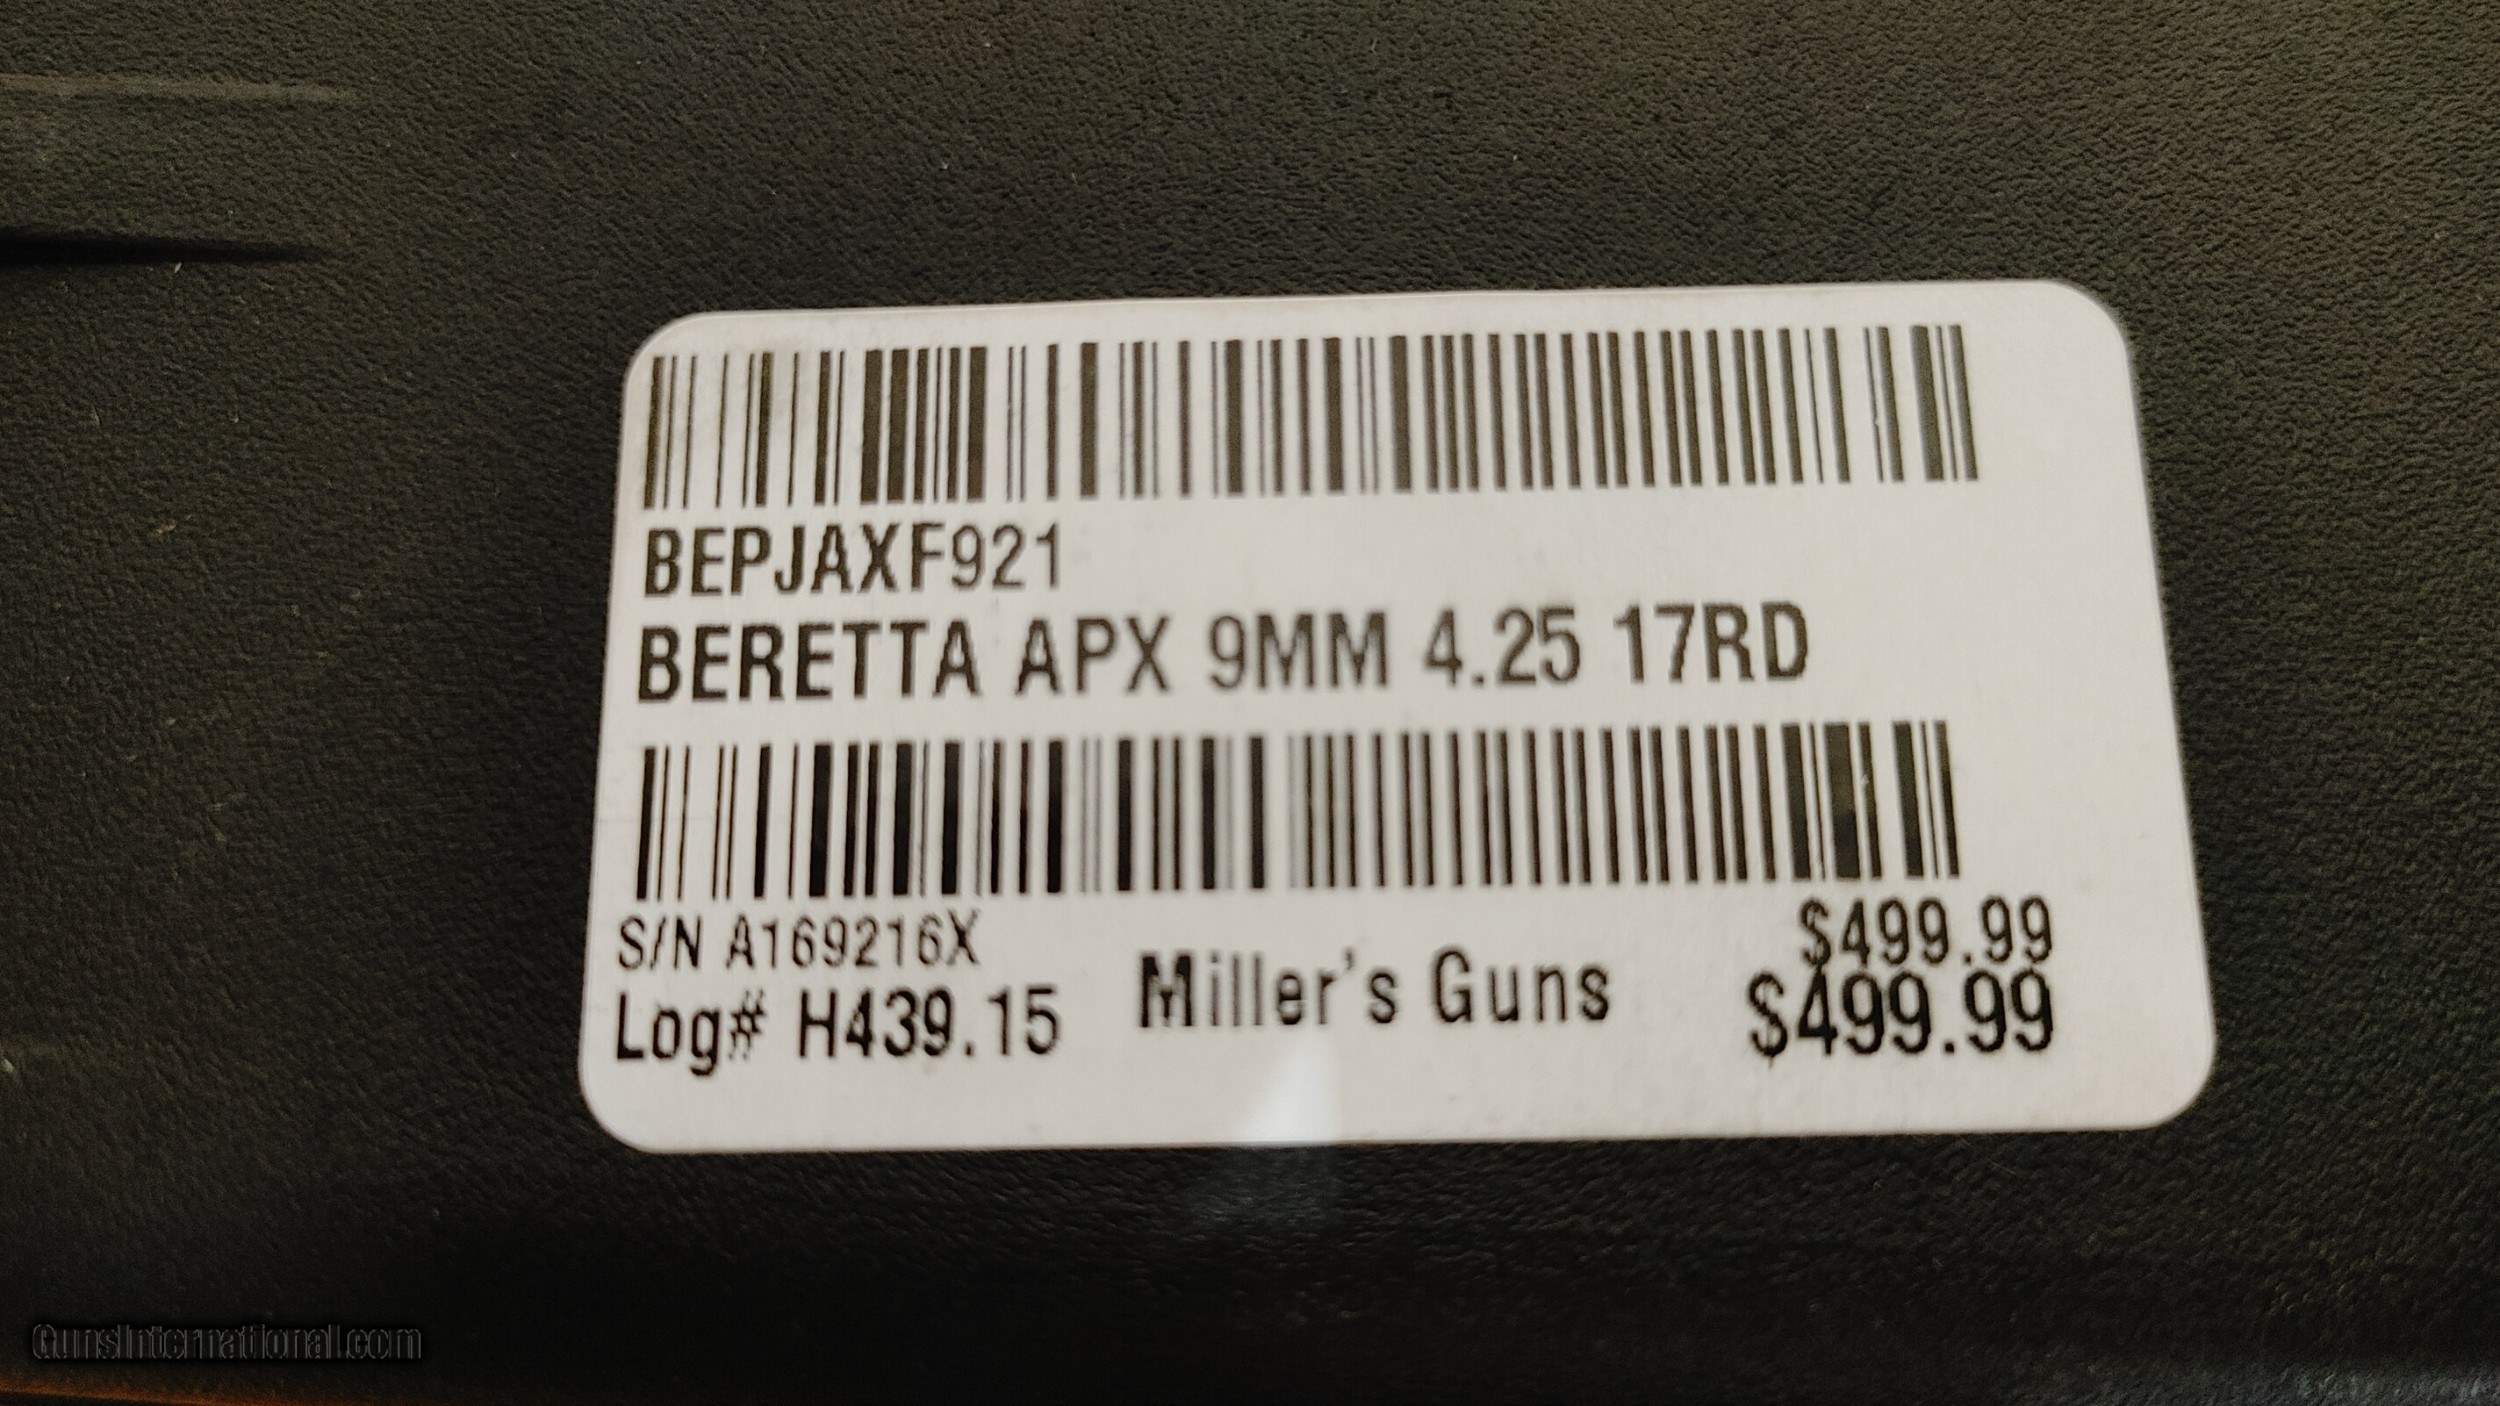 BEPJAXF921
BERETTA APX 9MM 4.25 17RD
S/N A169216X
Log# H439.15
Miller's Guns
$499.99
$499.99
GunsInternational.com